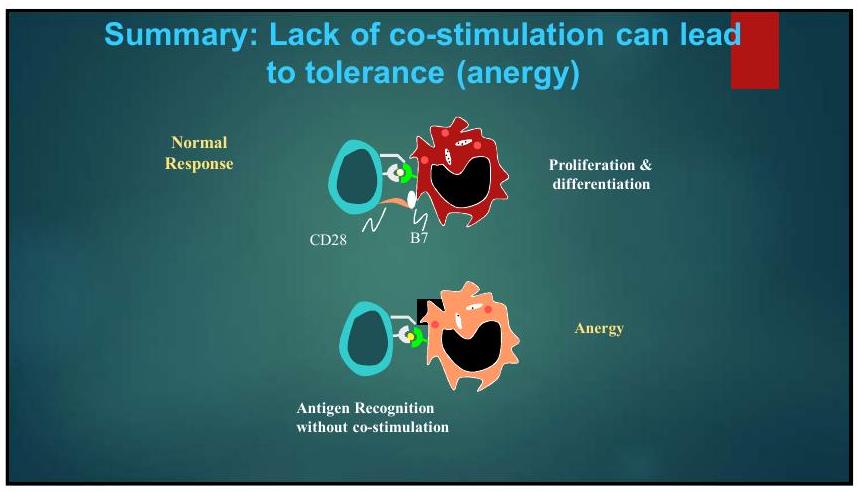 Summary: Lack of co-stimulation can lead
to tolerance (anergy)
Normal
Response
Proliferation &
differentiation
CD28
B7
Anergy
Antigen Recognition
without co-stimulation